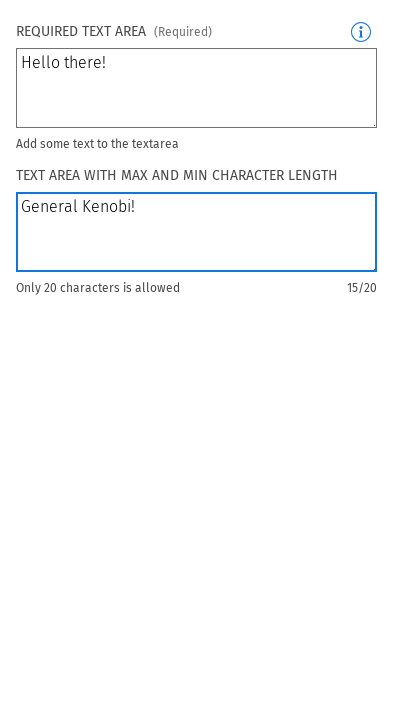 REQUIRED TEXT AREA (Required)
Hello there!
Add some text to the textarea
TEXT AREA WITH MAX AND MIN CHARACTER LENGTH
General Kenobi!
Only 20 characters is allowed 15/20